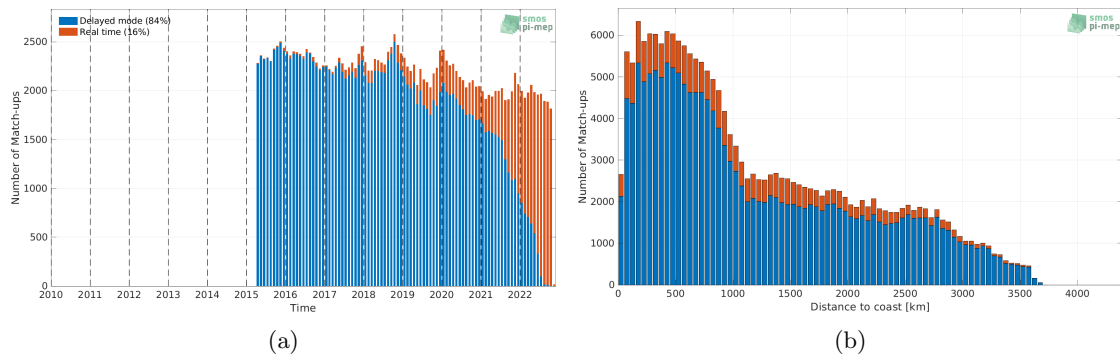 Delayed mode (84%)
Real time (16%)
smos
pi-mep
Number of Match-ups
2500
2000
1500
1000
500
0
2010 2011 2012 2013 2014 2015 2016 2017 2018 2019 2020 2021 2022
Time
(a)
smos
pi-mep
Number of Match-ups
6000
5000
4000
3000
2000
1000
0
0 500 1000 1500 2000 2500 3000 3500 4000
Distance to coast [km]
(b)